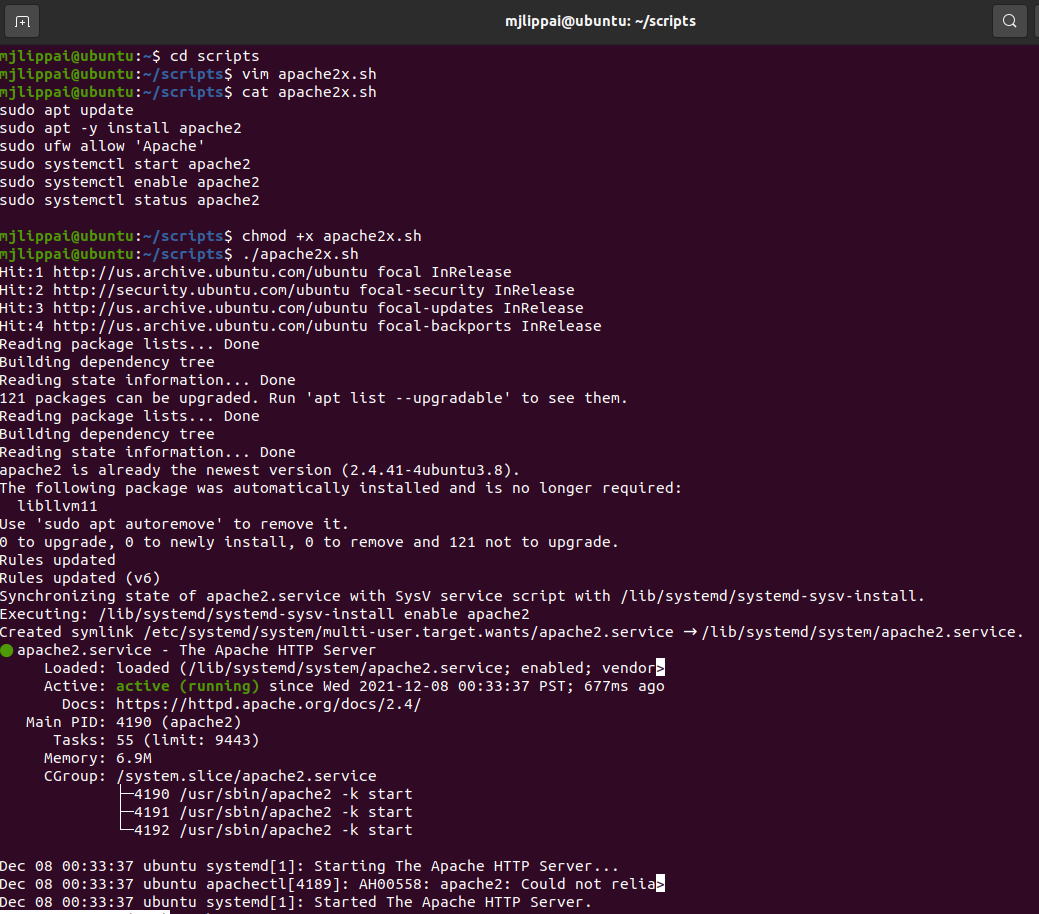 mjlippai@ubuntu: ~/scripts
mjlippai@ubuntu:~$ cd scripts
mjlippai@ubuntu:~/scripts$ vim apache2x.sh
mjlippai@ubuntu:~/scripts$ cat apache2x.sh
sudo apt update
sudo apt -y install apache2
sudo ufw allow 'Apache'
sudo systemctl start apache2
sudo systemctl enable apache2
sudo systemctl status apache2
mjlippai@ubuntu:~/scripts$ chmod +x apache2x.sh
mjlippai@ubuntu:~/scripts$ ./apache2x.sh
Hit:1 http://us.archive.ubuntu.com/ubuntu focal InRelease
Hit:2 http://security.ubuntu.com/ubuntu focal-security InRelease
Hit:3 http://us.archive.ubuntu.com/ubuntu focal-updates InRelease
Hit:4 http://us.archive.ubuntu.com/ubuntu focal-backports InRelease
Reading package lists... Done
Building dependency tree
Reading state information... Done
121 packages can be upgraded. Run 'apt list --upgradable' to see them.
Reading package lists... Done
Building dependency tree
Reading state information... Done
apache2 is already the newest version (2.4.41-4ubuntu3.8).
The following package was automatically installed and is no longer required:
  libllvm11
Use 'sudo apt autoremove' to remove it.
0 to upgrade, 0 to newly install, 0 to remove and 121 not to upgrade.
Rules updated
Rules updated (v6)
Synchronizing state of apache2.service with SysV service script with /lib/systemd/systemd-sysv-install.
Executing: /lib/systemd/systemd-sysv-install enable apache2
Created symlink /etc/systemd/system/multi-user.target.wants/apache2.service → /lib/systemd/system/apache2.service.
● apache2.service - The Apache HTTP Server
     Loaded: loaded (/lib/systemd/system/apache2.service; enabled; vendor>
     Active: active (running) since Wed 2021-12-08 00:33:37 PST; 677ms ago
       Docs: https://httpd.apache.org/docs/2.4/
   Main PID: 4190 (apache2)
      Tasks: 55 (limit: 9443)
     Memory: 6.9M
     CGroup: /system.slice/apache2.service
             ├─4190 /usr/sbin/apache2 -k start
             ├─4191 /usr/sbin/apache2 -k start
             └─4192 /usr/sbin/apache2 -k start
Dec 08 00:33:37 ubuntu systemd[1]: Starting The Apache HTTP Server...
Dec 08 00:33:37 ubuntu apachectl[4189]: AH00558: apache2: Could not relia>
Dec 08 00:33:37 ubuntu systemd[1]: Started The Apache HTTP Server.